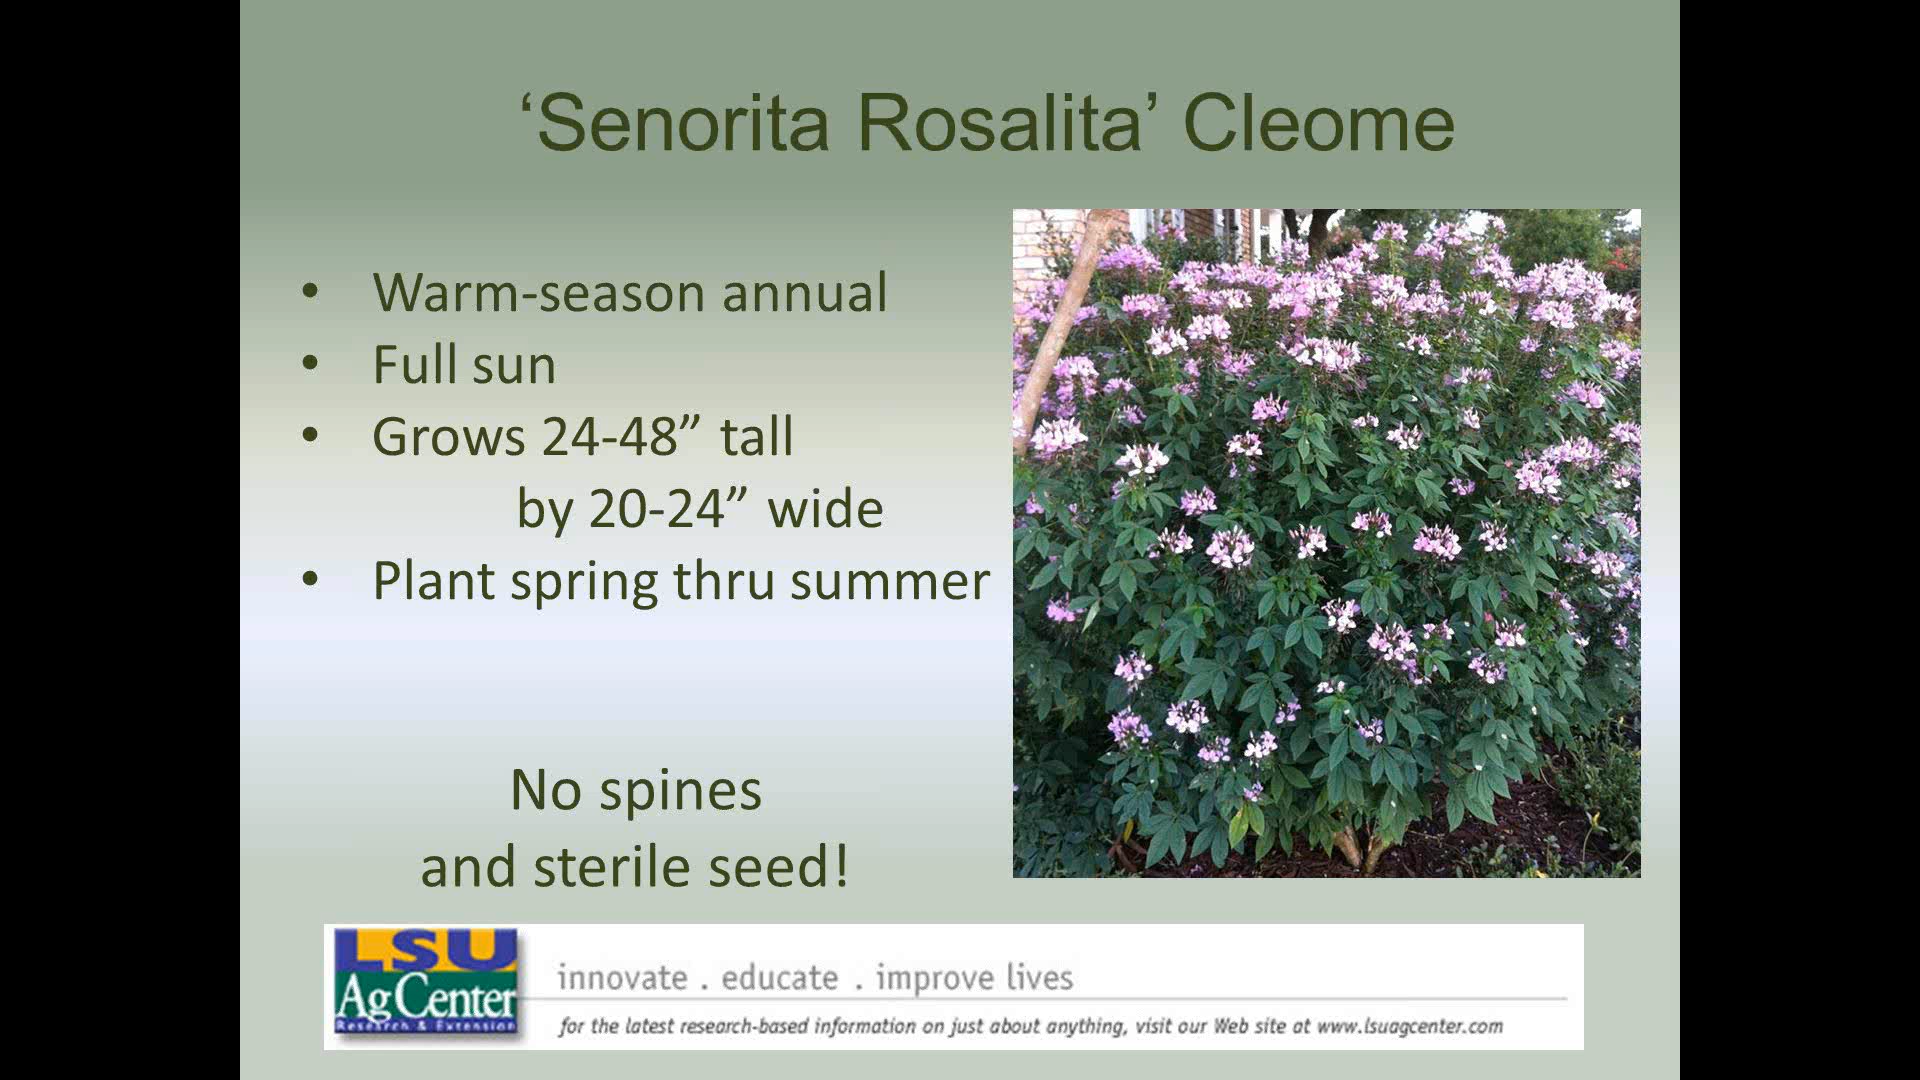 ‘Senorita Rosalita’ Cleome
• Warm-season annual
• Full sun
• Grows 24-48” tall
by 20-24” wide
• Plant spring thru summer
No spines
and sterile seed!
LSU
AgCenter
Research & Extension
innovate . educate . improve lives
for the latest research-based information on just about anything, visit our Web site at www.lsuagcenter.com